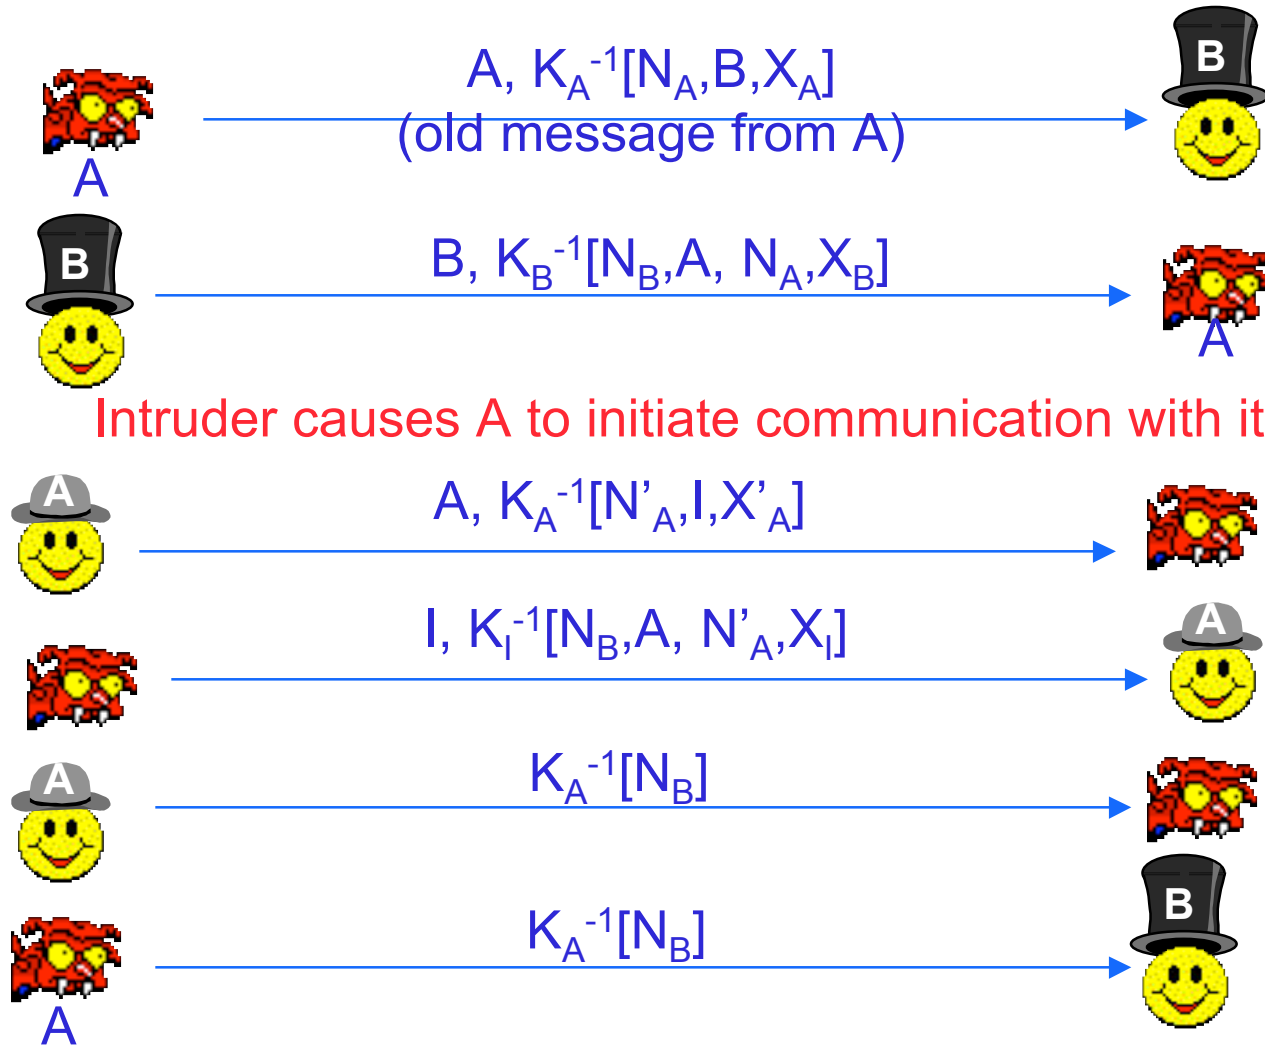 B
A, K_A^-1[N_A,B,X_A]
(old message from A)
A
B
B, K_B^-1[N_B,A, N_A,X_B]
A
Intruder causes A to initiate communication with it
A
A, K_A^-1[N’_A,I,X’_A]
I, K_I^-1[N_B,A, N’_A,X_I]
A
A
K_A^-1[N_B]
B
K_A^-1[N_B]
A